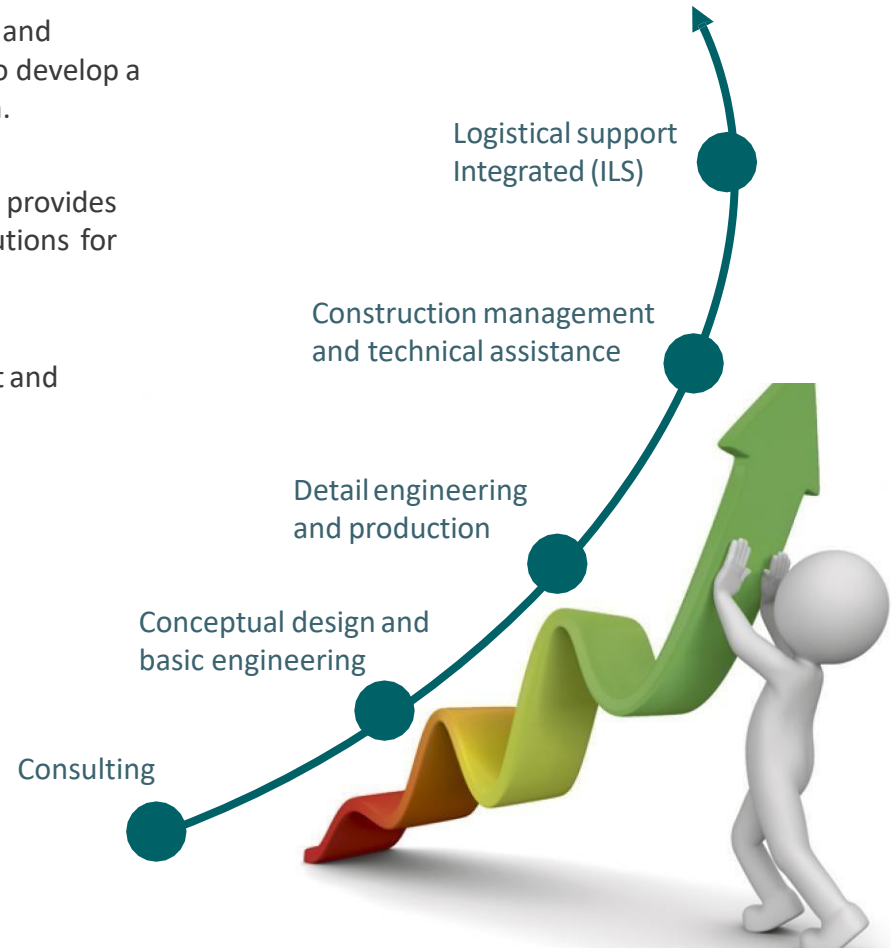 and
develop a
provides
for
and
Logistical support
Integrated (ILS)
Construction management
and technical assistance
Detail engineering
and production
Conceptual design and
basic engineering
Consulting